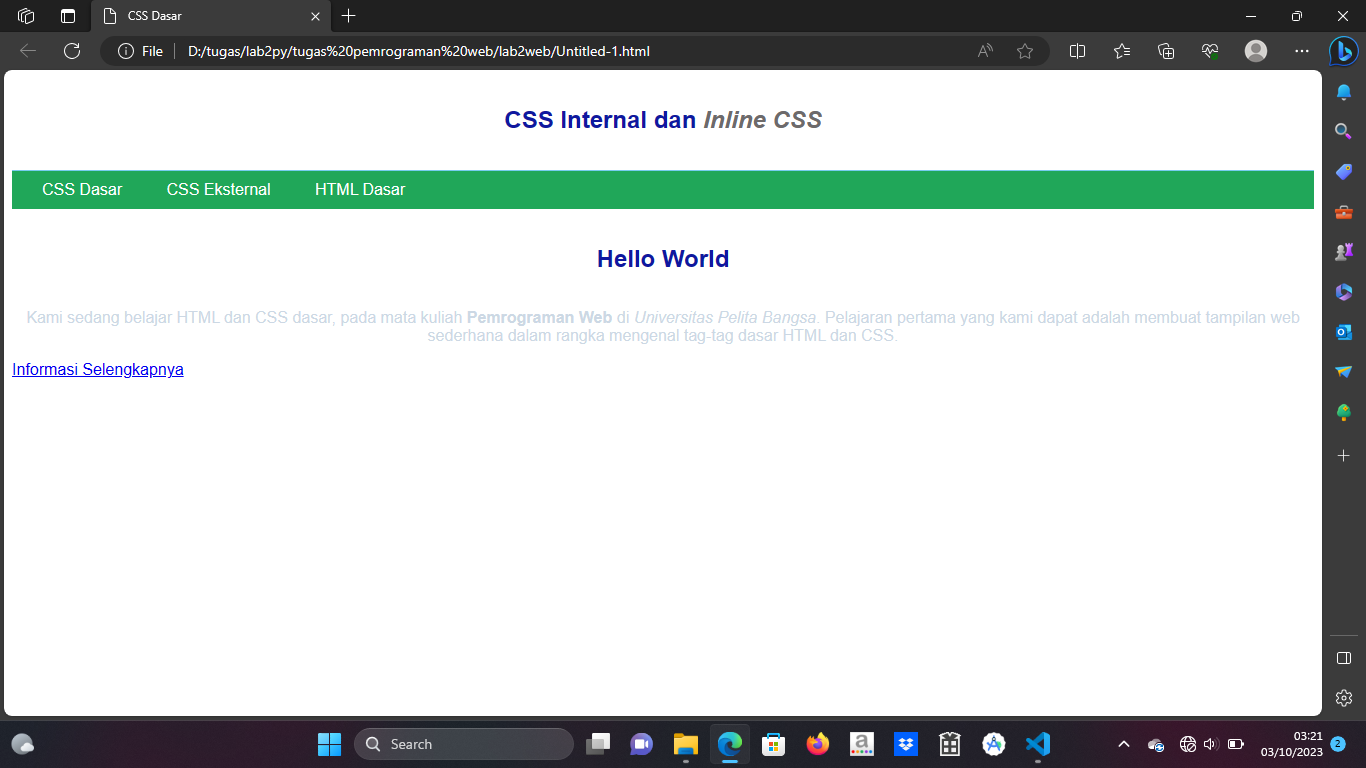 CSS Dasar
File
D:/tugas/lab2py/tugas%20pemrograman%20web/lab2web/Untitled-1.html
CSS Internal dan Inline CSS
CSS Dasar CSS Eksternal HTML Dasar
Hello World
Kami sedang belajar HTML dan CSS dasar, pada mata kuliah Pemrograman Web di Universitas Pelita Bangsa. Pelajaran pertama yang kami dapat adalah membuat tampilan web
sederhana dalam rangka mengenal tag-tag dasar HTML dan CSS.
Informasi Selengkapnya
Search
03:21
03/10/2023
2